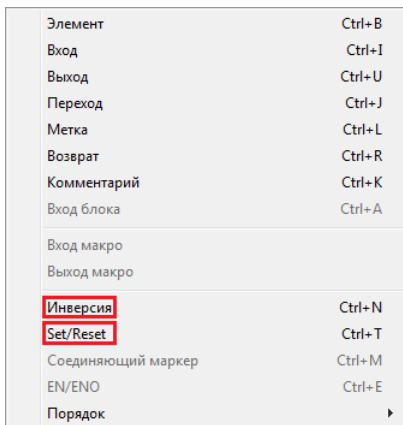 Элемент Ctrl+B
Вход Ctrl+I
Выход Ctrl+U
Переход Ctrl+J
Метка Ctrl+L
Возврат Ctrl+R
Комментарий Ctrl+K
Вход блока Ctrl+A
Вход макро
Выход макро
Инверсия Ctrl+N
Set/Reset Ctrl+T
Соединяющий маркер Ctrl+M
EN/ENO Ctrl+E
Порядок